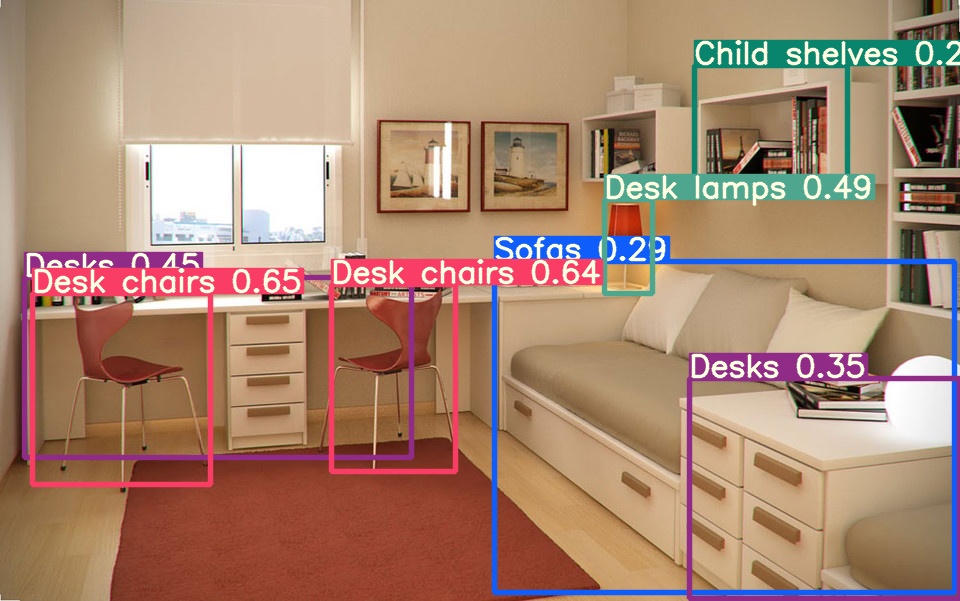 Child shelves 0.2
Desk lamps 0.49
Sofas 0.29
Desks 0.45
Desk chairs 0.65
Desk chairs 0.64
Desks 0.35